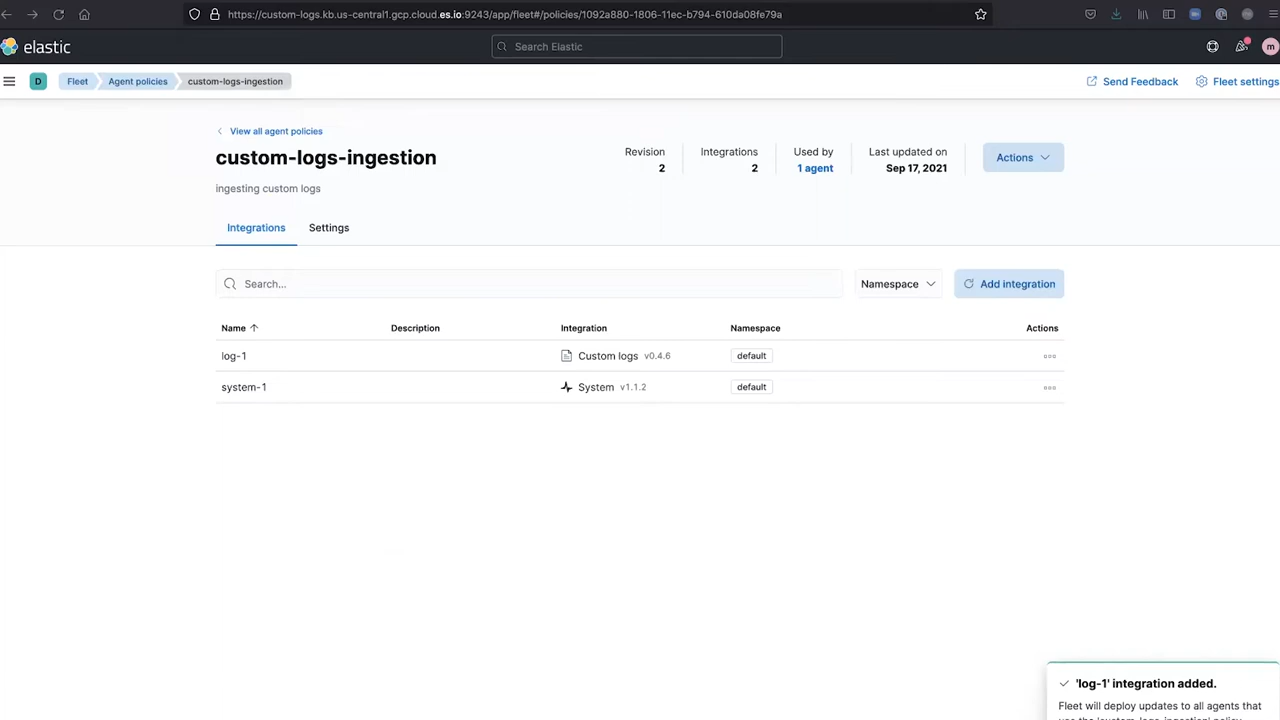 https://custom-logs.kb.us-central1.gcp.cloud.es.io:9243/app/fleet#/policies/1092a880-1806-11ec-b794-610da08fe79a
elastic
Search Elastic
m
D
Fleet
Agent policies
custom-logs-ingestion
Send Feedback
Fleet settings
View all agent policies
custom-logs-ingestion
ingesting custom logs
Revision
2
Integrations
2
Used by
1 agent
Last updated on
Sep 17, 2021
Actions
Integrations
Settings
Search...
Namespace
Add integration
Name
Description
Integration
Namespace
Actions
log-1
Custom logs v0.4.6
default
system-1
System v1.1.2
default
'log-1' integration added.
Fleet will deploy updates to all agents that